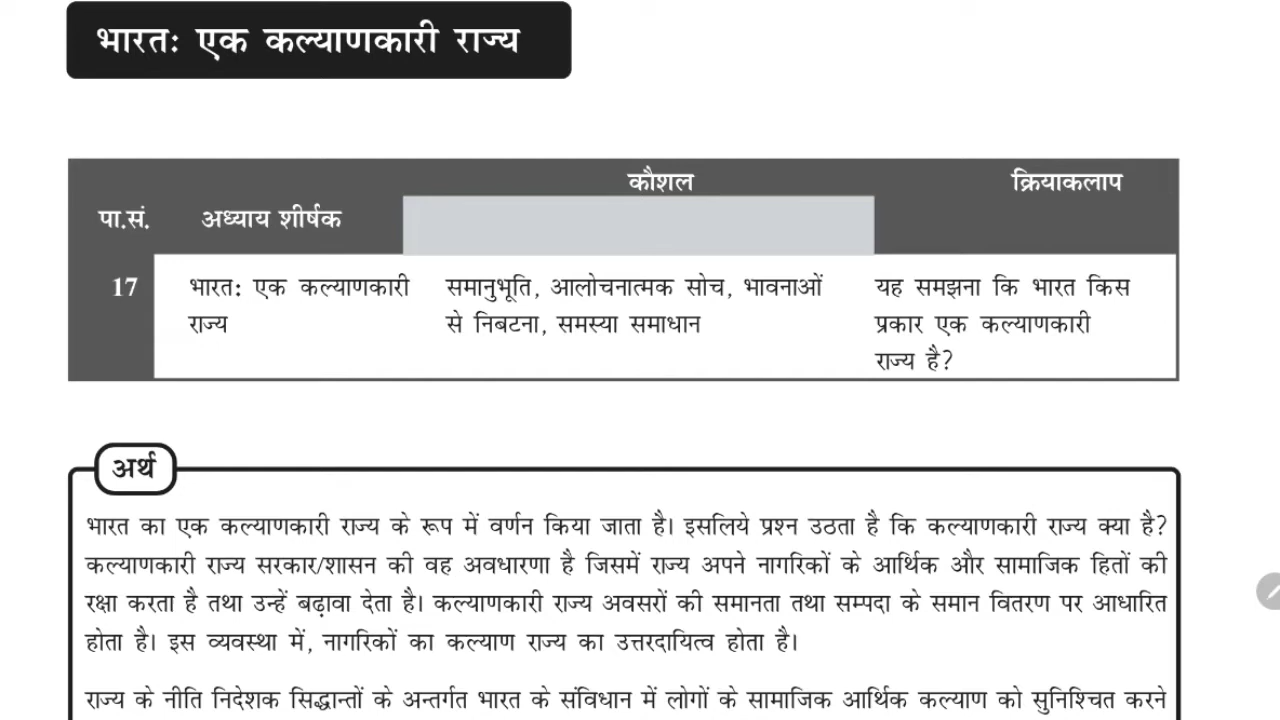 भारतः एक कल्याणकारी राज्य
कौशल क्रियाकलाप
पा.सं. अध्याय शीर्षक
17 भारतः एक कल्याणकारी समानुभूति, आलोचनात्मक सोच, भावनाओं यह समझना कि भारत किस
राज्य से निबटना, समस्या समाधान प्रकार एक कल्याणकारी
राज्य है?
अर्थ
भारत का एक कल्याणकारी राज्य के रूप में वर्णन किया जाता है। इसलिये प्रश्न उठता है कि कल्याणकारी राज्य क्या है?
कल्याणकारी राज्य सरकार/शासन की वह अवधारणा है जिसमें राज्य अपने नागरिकों के आर्थिक और सामाजिक हितों की
रक्षा करता है तथा उन्हें बढ़ावा देता है। कल्याणकारी राज्य अवसरों की समानता तथा सम्पदा के समान वितरण पर आधारित
होता है। इस व्यवस्था में, नागरिकों का कल्याण राज्य का उत्तरदायित्व होता है।
राज्य के नीति निदेशक सिद्धान्तों के अन्तर्गत भारत के संविधान में लोगों के सामाजिक आर्थिक कल्याण को सुनिश्चित करने